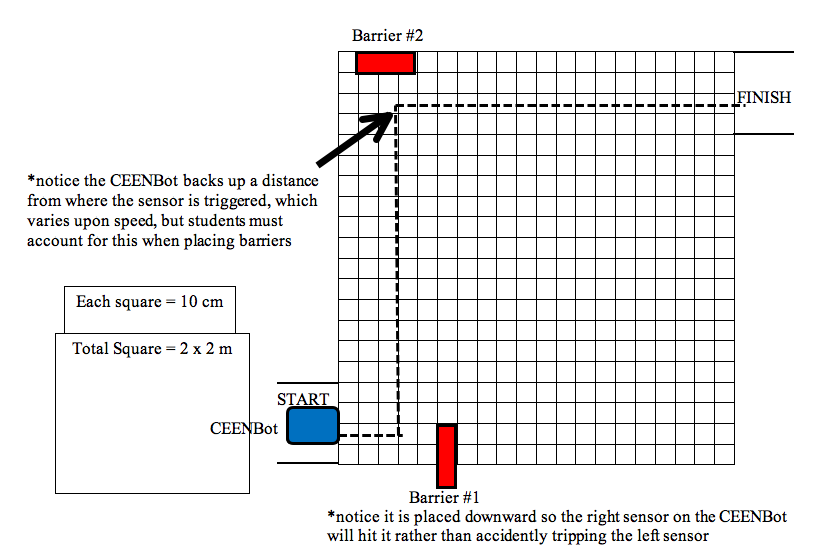 Barrier #2
FINISH
*notice the CEENBot backs up a distance
from where the sensor is triggered, which
varies upon speed, but students must
account for this when placing barriers
Each square = 10 cm
Total Square = 2 x 2 m
START
CEENBot
Barrier #1
*notice it is placed downward so the right sensor on the CEENBot
will hit it rather than accidently tripping the left sensor